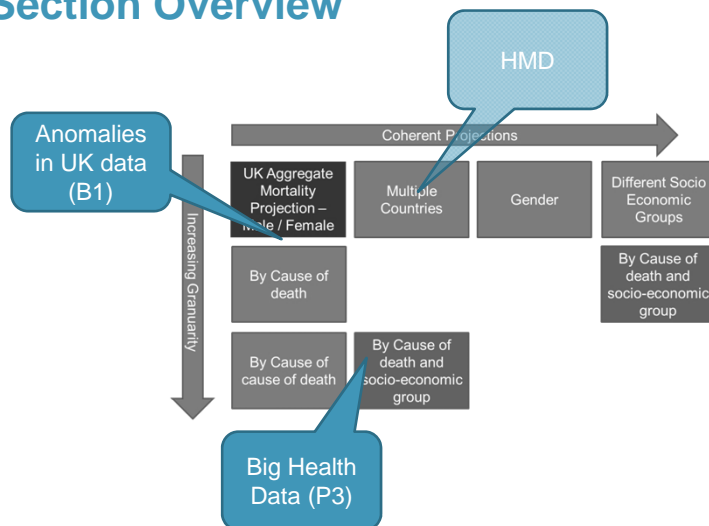 Section Overview
HMD
Anomalies
in UK data
(B1)
Coherent Projections
Increasing Granuarity
UK Aggregate
Mortality
Projection –
Male / Female
Multiple
Countries
Gender
Different Socio
Economic
Groups
By Cause of
death
By Cause of
death and
socio-economic
group
By Cause of
cause of death
By Cause of
death and
socio-economic
group
Big Health
Data (P3)